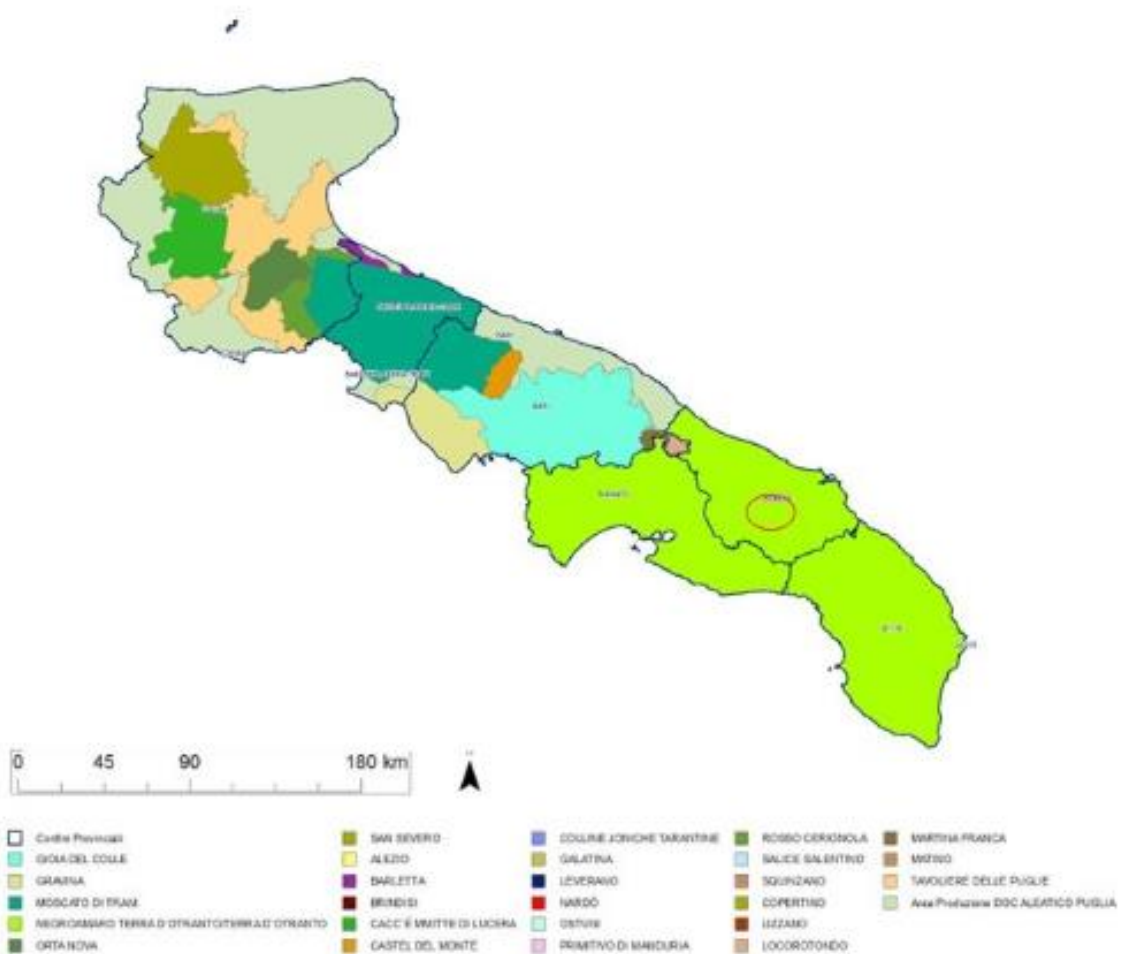 0 45 90 180 km
Confini Provinciali
GIOIA DEL COLLE
GRAVINA
MOSCATO DI TRANI
NEGROAMARO TERRA D'OTRANTO/TERRA D'OTRANTO
ORTA NOVA
SAN SEVERO
ALEZIO
BARLETTA
BRINDISI
CACC'E MMITTE DI LUCERA
CASTEL DEL MONTE
COLLINE JONICHE TARANTINE
GALATINA
LEVERANO
NARDÒ
OSTUNI
PRIMITIVO DI MANDURIA
ROSSO CERIGNOLA
SALICE SALENTINO
SQUINZANO
COPERTINO
LIZZANO
LOCOROTONDO
MARTINA FRANCA
MATINO
TAVOLIERE DELLE PUGLIE
Area Produzione DOC ALEATICO PUGLIA